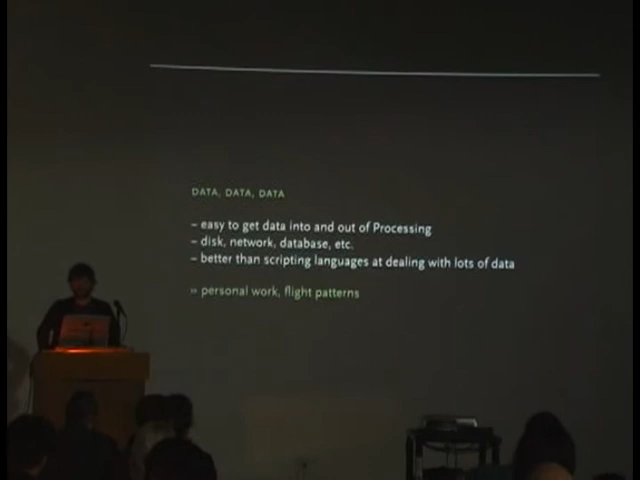 DATA, DATA, DATA
– easy to get data into and out of Processing
– disk, network, database, etc.
– better than scripting languages at dealing with lots of data
» personal work, flight patterns